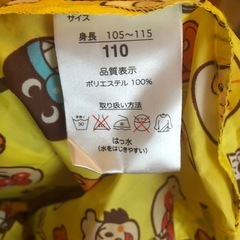 サイズ
身長 105~115
110
品質表示
ポリエステル 100%
取り扱い方法
はっ水
(水をはじきやすい)